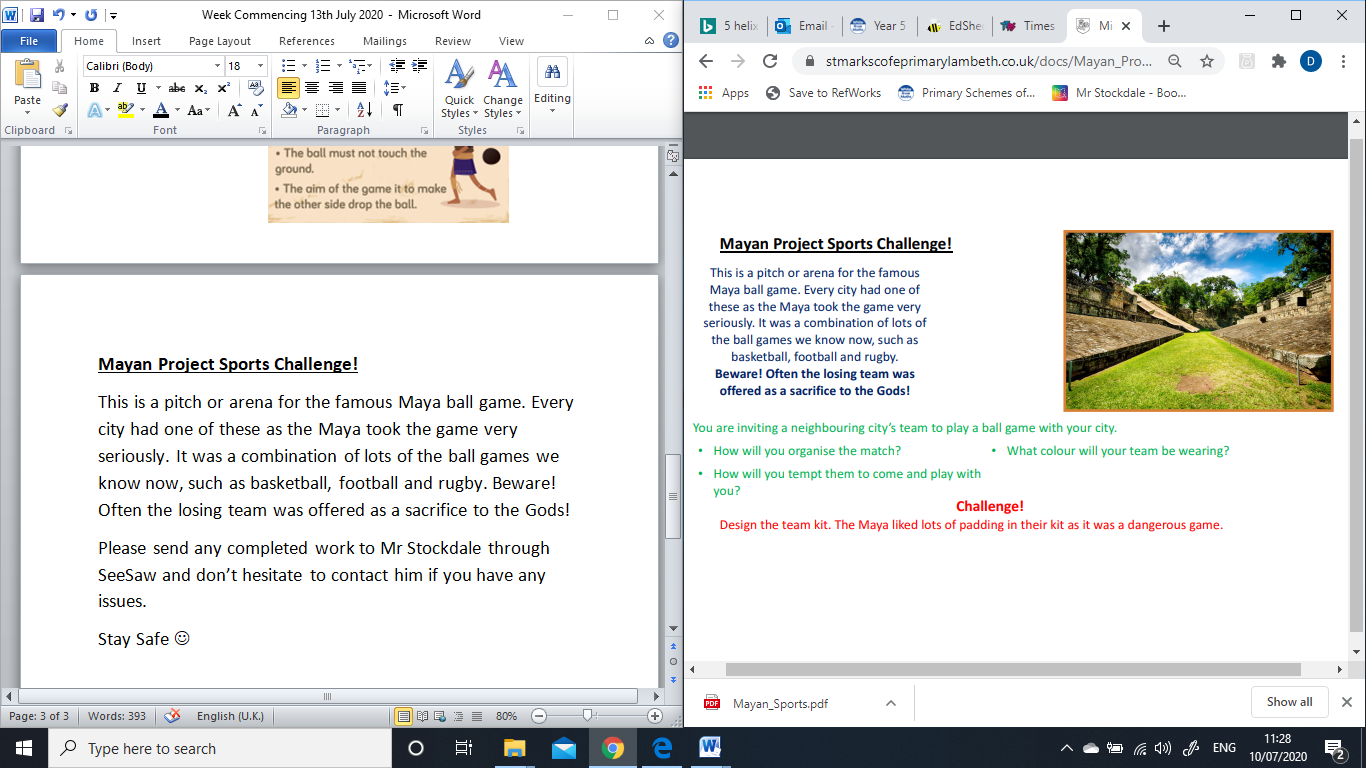 Week Commencing 13th July 2020 - Microsoft Word
File Home Insert Page Layout References Mailings Review View
Calibri (Body) 18
Paste
B I U abc x₂ x²
A ab A Aa A A
Quick Styles
Change Styles
Editing
Clipboard Font Paragraph Styles
• The ball must not touch the
ground.
• The aim of the game it to make
the other side drop the ball.
Mayan Project Sports Challenge!
This is a pitch or arena for the famous Maya ball game. Every
city had one of these as the Maya took the game very
seriously. It was a combination of lots of the ball games we
know now, such as basketball, football and rugby. Beware!
Often the losing team was offered as a sacrifice to the Gods!
Please send any completed work to Mr Stockdale through
SeeSaw and don’t hesitate to contact him if you have any
issues.
Stay Safe ☺
Page: 3 of 3 Words: 393 English (U.K.) 80%
5 helix Email - Year 5 EdShe Times Mi
stmarkscofeprimarylambeth.co.uk/docs/Mayan_Pro... D
Apps Save to RefWorks Primary Schemes of... Mr Stockdale - Boo...
Mayan Project Sports Challenge!
This is a pitch or arena for the famous
Maya ball game. Every city had one of
these as the Maya took the game very
seriously. It was a combination of lots of
the ball games we know now, such as
basketball, football and rugby.
Beware! Often the losing team was
offered as a sacrifice to the Gods!
You are inviting a neighbouring city’s team to play a ball game with your city.
• How will you organise the match?
• How will you tempt them to come and play with
you?
• What colour will your team be wearing?
Challenge!
Design the team kit. The Maya liked lots of padding in their kit as it was a dangerous game.
PDF Mayan_Sports.pdf Show all
Type here to search
ENG
11:28
10/07/2020
2